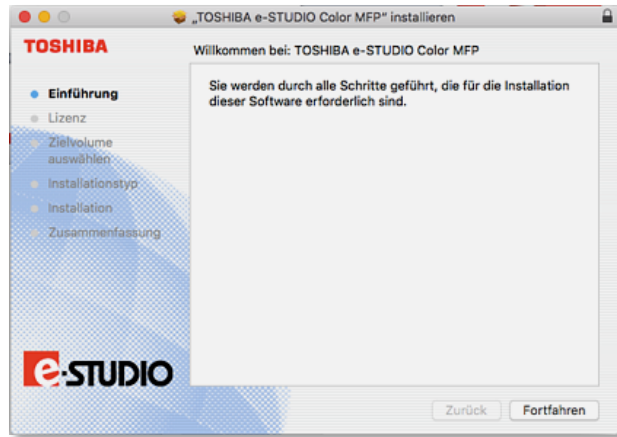 „TOSHIBA e-STUDIO Color MFP“ installieren
TOSHIBA
Willkommen bei: TOSHIBA e-STUDIO Color MFP
Einführung
Lizenz
Zielvolume
auswählen
Installationstyp
Installation
Zusammenfassung
Sie werden durch alle Schritte geführt, die für die Installation
dieser Software erforderlich sind.
e-STUDIO
Zurück
Fortfahren